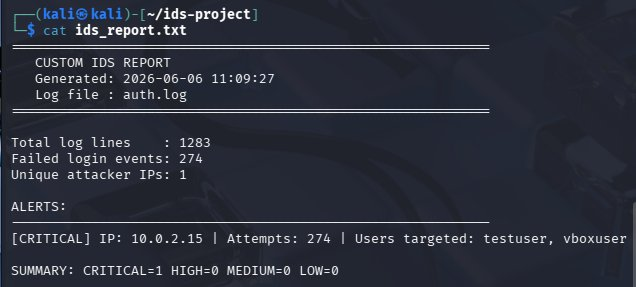 ┌──(kali㉿kali)-[~/ids-project]
└─$ cat ids_report.txt
============================================================
CUSTOM IDS REPORT
Generated: 2026-06-06 11:09:27
Log file : auth.log
============================================================
Total log lines    : 1283
Failed login events: 274
Unique attacker IPs: 1
ALERTS:
------------------------------------------------------------
[CRITICAL] IP: 10.0.2.15 | Attempts: 274 | Users targeted: testuser, vboxuser
SUMMARY: CRITICAL=1 HIGH=0 MEDIUM=0 LOW=0